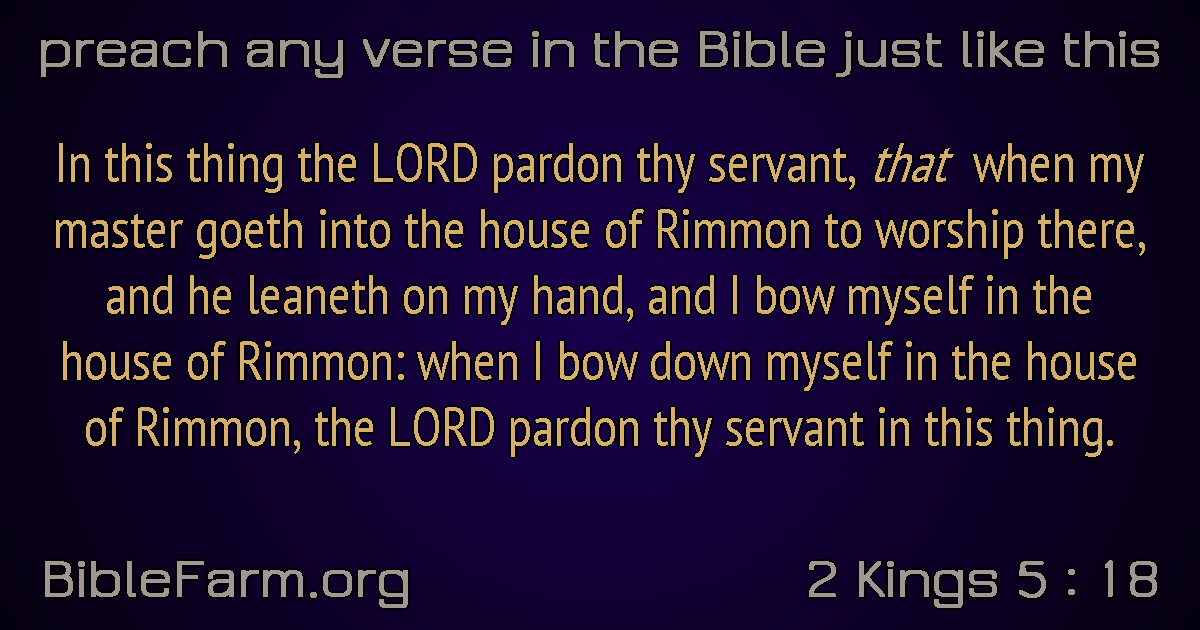 preach any verse in the Bible just like this
In this thing the LORD pardon thy servant, that when my
master goeth into the house of Rimmon to worship there,
and he leaneth on my hand, and I bow myself in the
house of Rimmon: when I bow down myself in the house
of Rimmon, the LORD pardon thy servant in this thing.
BibleFarm.org
2 Kings 5 : 18